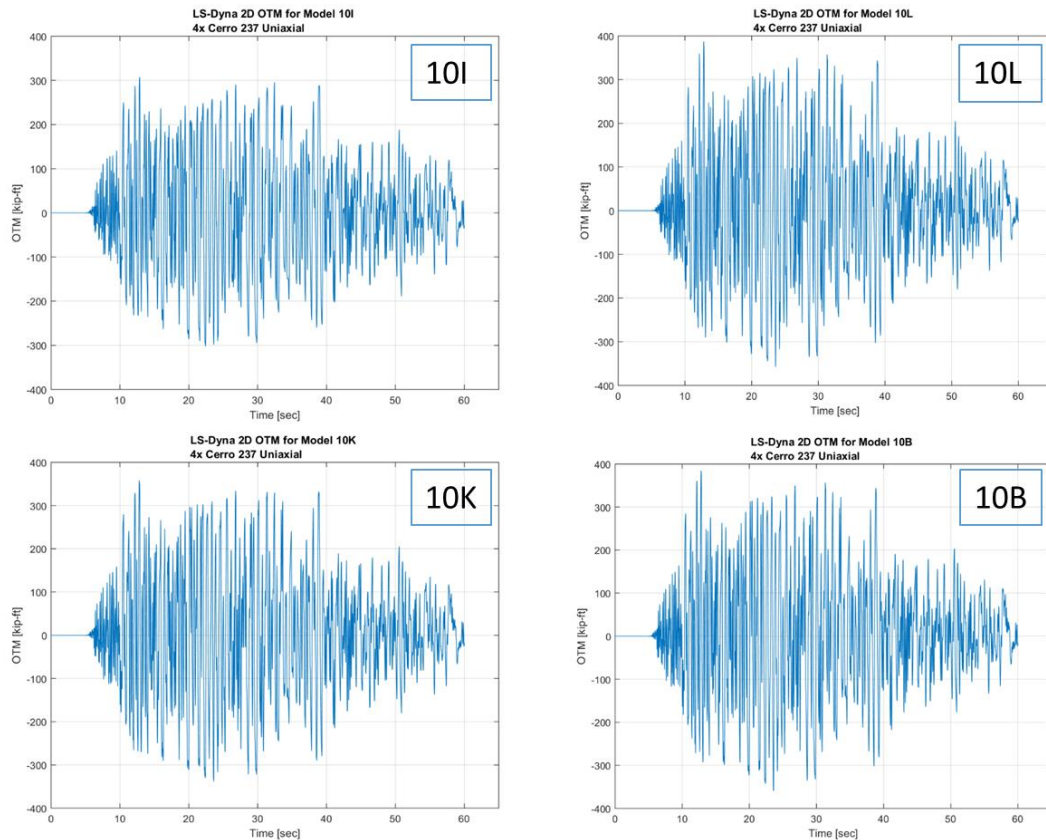 LS-Dyna 2D OTM for Model 10I
4x Cerro 237 Uniaxial
10I
400
300
200
100
0
-100
-200
-300
-400
OTM [kip-ft]
0 10 20 30 40 50 60
Time [sec]
LS-Dyna 2D OTM for Model 10L
4x Cerro 237 Uniaxial
10L
400
300
200
100
0
-100
-200
-300
-400
OTM [kip-ft]
0 10 20 30 40 50 60
Time [sec]
LS-Dyna 2D OTM for Model 10K
4x Cerro 237 Uniaxial
10K
400
300
200
100
0
-100
-200
-300
-400
OTM [kip-ft]
0 10 20 30 40 50 60
Time [sec]
LS-Dyna 2D OTM for Model 10B
4x Cerro 237 Uniaxial
10B
400
300
200
100
0
-100
-200
-300
-400
OTM [kip-ft]
0 10 20 30 40 50 60
Time [sec]